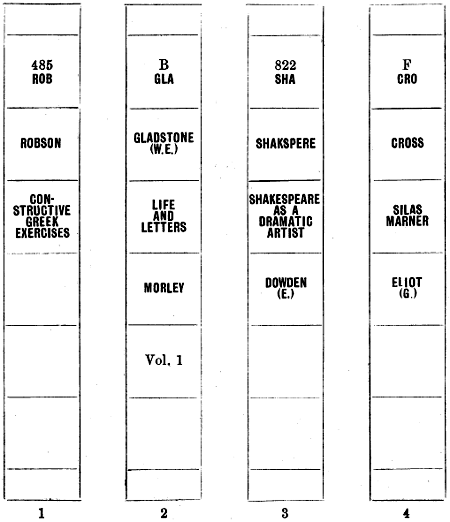 485
ROB
ROBSON
CON-
STRUCTIVE
GREEK
EXERCISES
1
B
GLA
GLADSTONE
(W.E.)
LIFE
AND
LETTERS
MORLEY
Vol. 1
2
822
SHA
SHAKSPERE
SHAKESPEARE
AS A
DRAMATIC
ARTIST
DOWDEN
(E.)
3
F
CRO
CROSS
SILAS
MARNER
ELIOT
(G.)
4